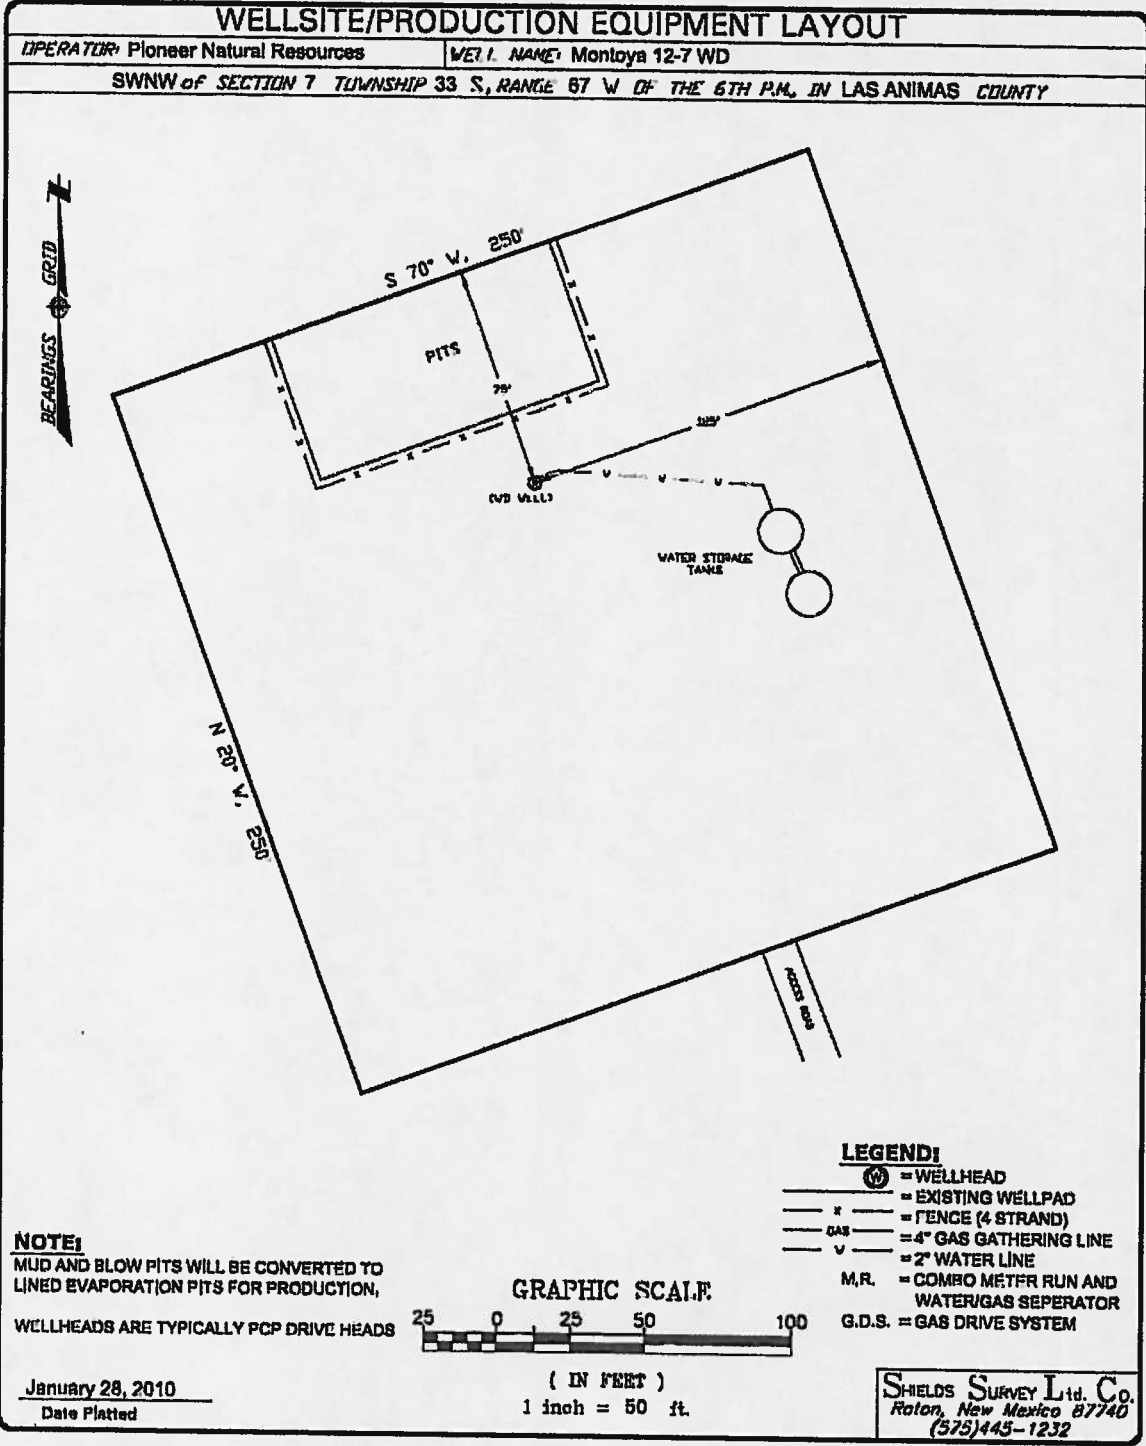 WELLSITE/PRODUCTION EQUIPMENT LAYOUT
OPERATOR: Pioneer Natural Resources WELL NAME: Montoya 12-7 WD
SWNW of SECTION 7 TOWNSHIP 33 S, RANGE 67 W OF THE 6TH P.M. IN LAS ANIMAS COUNTY
BEARINGS GRID
S 70° W, 250'
PITS
75'
125'
(WD WELL)
W W W
WATER STORAGE
TANKS
N 20° W, 250'
ACCESS ROAD
LEGEND:
W = WELLHEAD
= EXISTING WELLPAD
x = FENCE (4 STRAND)
GAS = 4" GAS GATHERING LINE
W = 2" WATER LINE
M.R. = COMBO METER RUN AND
WATER/GAS SEPERATOR
G.D.S. = GAS DRIVE SYSTEM
NOTE:
MUD AND BLOW PITS WILL BE CONVERTED TO
LINED EVAPORATION PITS FOR PRODUCTION,
WELLHEADS ARE TYPICALLY PCP DRIVE HEADS
GRAPHIC SCALE
25 0 25 50 100
( IN FEET )
1 inch = 50 ft.
January 28, 2010
Date Platted
SHIELDS SURVEY Ltd. Co.
Raton, New Mexico 87740
(575)445-1232